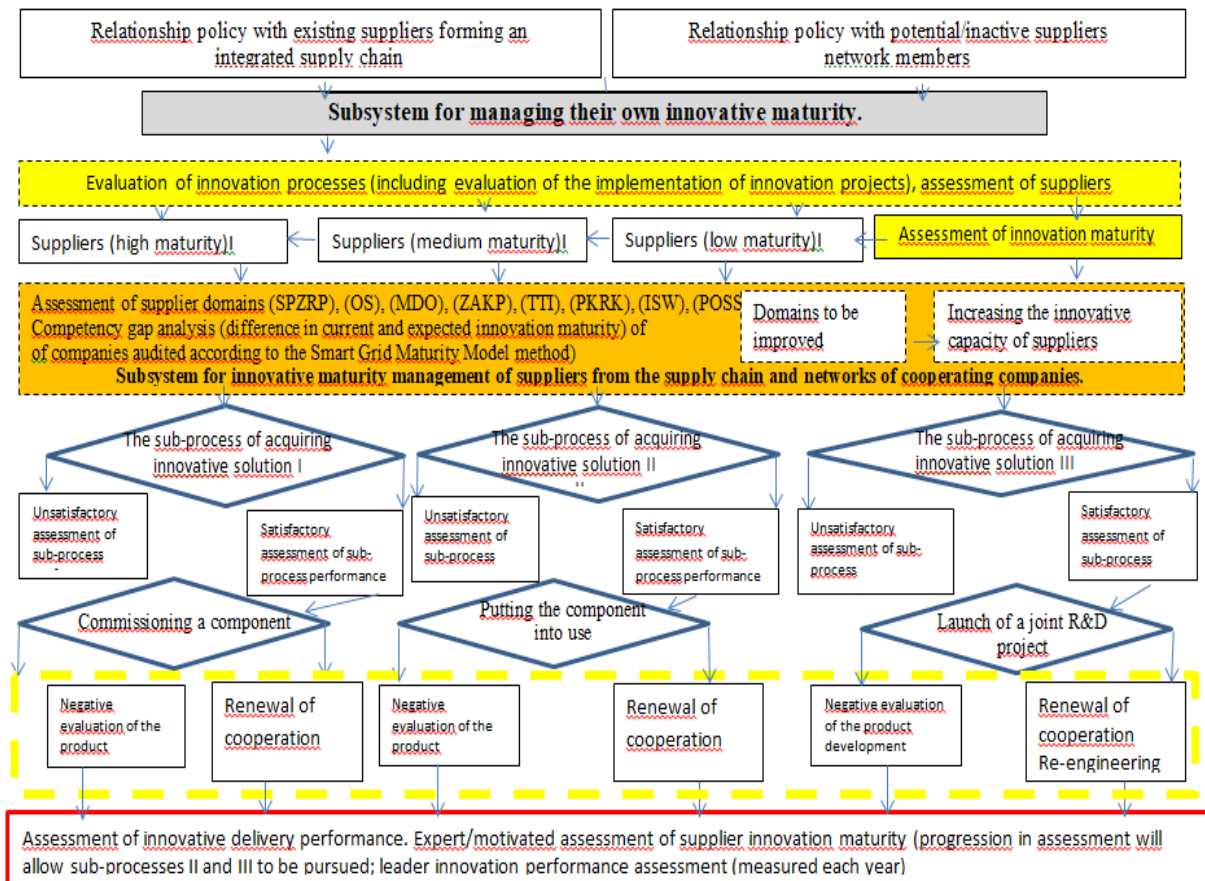 Relationship policy with existing suppliers forming an
integrated supply chain
Relationship policy with potential/inactive suppliers
network members
Subsystem for managing their own innovative maturity.
Evaluation of innovation processes (including evaluation of the implementation of innovation projects), assessment of suppliers
Suppliers (high maturity)I
Suppliers (medium maturity)I
Suppliers (low maturity)I
Assessment of innovation maturity
Assessment of supplier domains (SPZRP), (OS), (MDO), (ZAKP), (TTI), (PKRK), (ISW), (POSS
Competency gap analysis (difference in current and expected innovation maturity) of
of companies audited according to the Smart Grid Maturity Model method)
Domains to be
improved
Increasing the innovative
capacity of suppliers
Subsystem for innovative maturity management of suppliers from the supply chain and networks of cooperating companies.
The sub-process of acquiring
innovative solution I
The sub-process of acquiring
innovative solution II
The sub-process of acquiring
innovative solution III
Unsatisfactory
assessment of
sub-process
Satisfactory
assessment of sub-
process performance
Unsatisfactory
assessment of
sub-process
Satisfactory
assessment of sub-
process performance
Unsatisfactory
assessment of sub-
process
Satisfactory
assessment of
sub-process
Commissioning a component
Putting the component
into use
Launch of a joint R&D
project
Negative
evaluation of the
product
Renewal of
cooperation
Negative
evaluation of the
product
Renewal of
cooperation
Negative evaluation
of the product
development
Renewal of
cooperation
Re-engineering
Assessment of innovative delivery performance. Expert/motivated assessment of supplier innovation maturity (progression in assessment will
allow sub-processes II and III to be pursued; leader innovation performance assessment (measured each year)